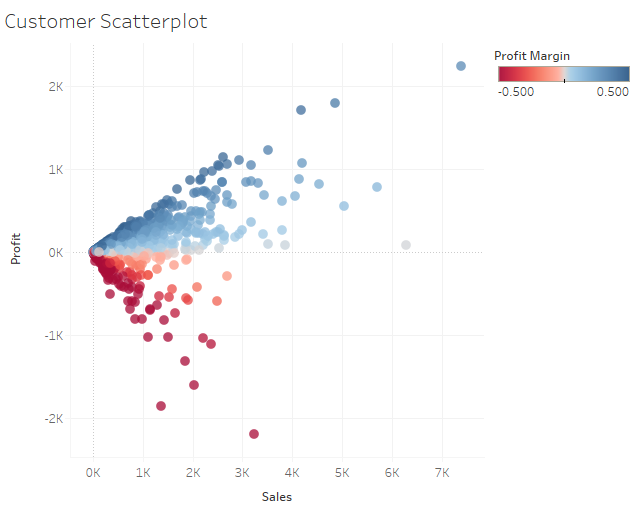 Customer Scatterplot
Profit Margin
-0.500 0.500
2K
1K
0K
-1K
-2K
Profit
0K 1K 2K 3K 4K 5K 6K 7K
Sales